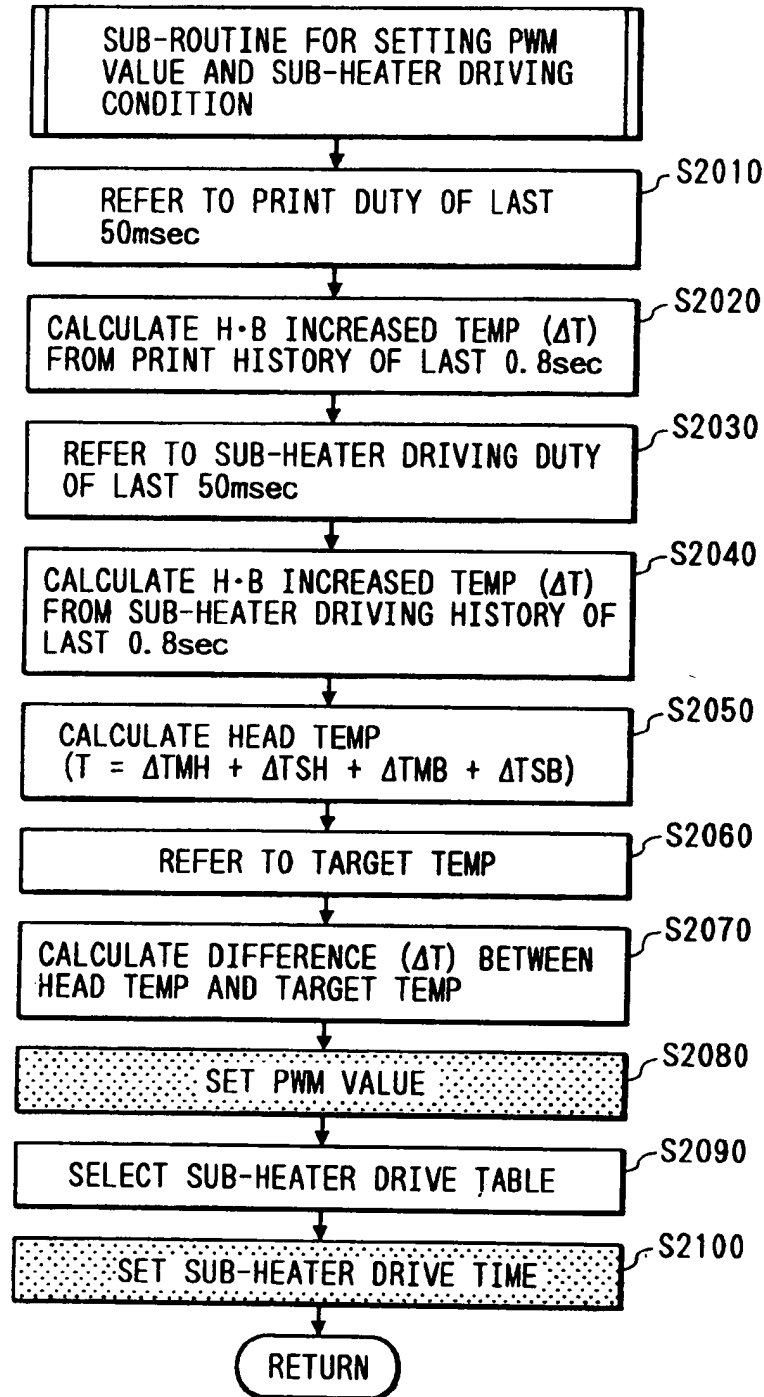 SUB-ROUTINE FOR SETTING PWM
VALUE AND SUB-HEATER DRIVING
CONDITION
S2010
REFER TO PRINT DUTY OF LAST
50msec
S2020
CALCULATE H·B INCREASED TEMP (ΔT)
FROM PRINT HISTORY OF LAST 0.8sec
S2030
REFER TO SUB-HEATER DRIVING DUTY
OF LAST 50msec
S2040
CALCULATE H·B INCREASED TEMP (ΔT)
FROM SUB-HEATER DRIVING HISTORY OF
LAST 0.8sec
S2050
CALCULATE HEAD TEMP
(T = ΔTMH + ΔTSH + ΔTMB + ΔTSB)
S2060
REFER TO TARGET TEMP
S2070
CALCULATE DIFFERENCE (ΔT) BETWEEN
HEAD TEMP AND TARGET TEMP
S2080
SET PWM VALUE
S2090
SELECT SUB-HEATER DRIVE TABLE
S2100
SET SUB-HEATER DRIVE TIME
RETURN